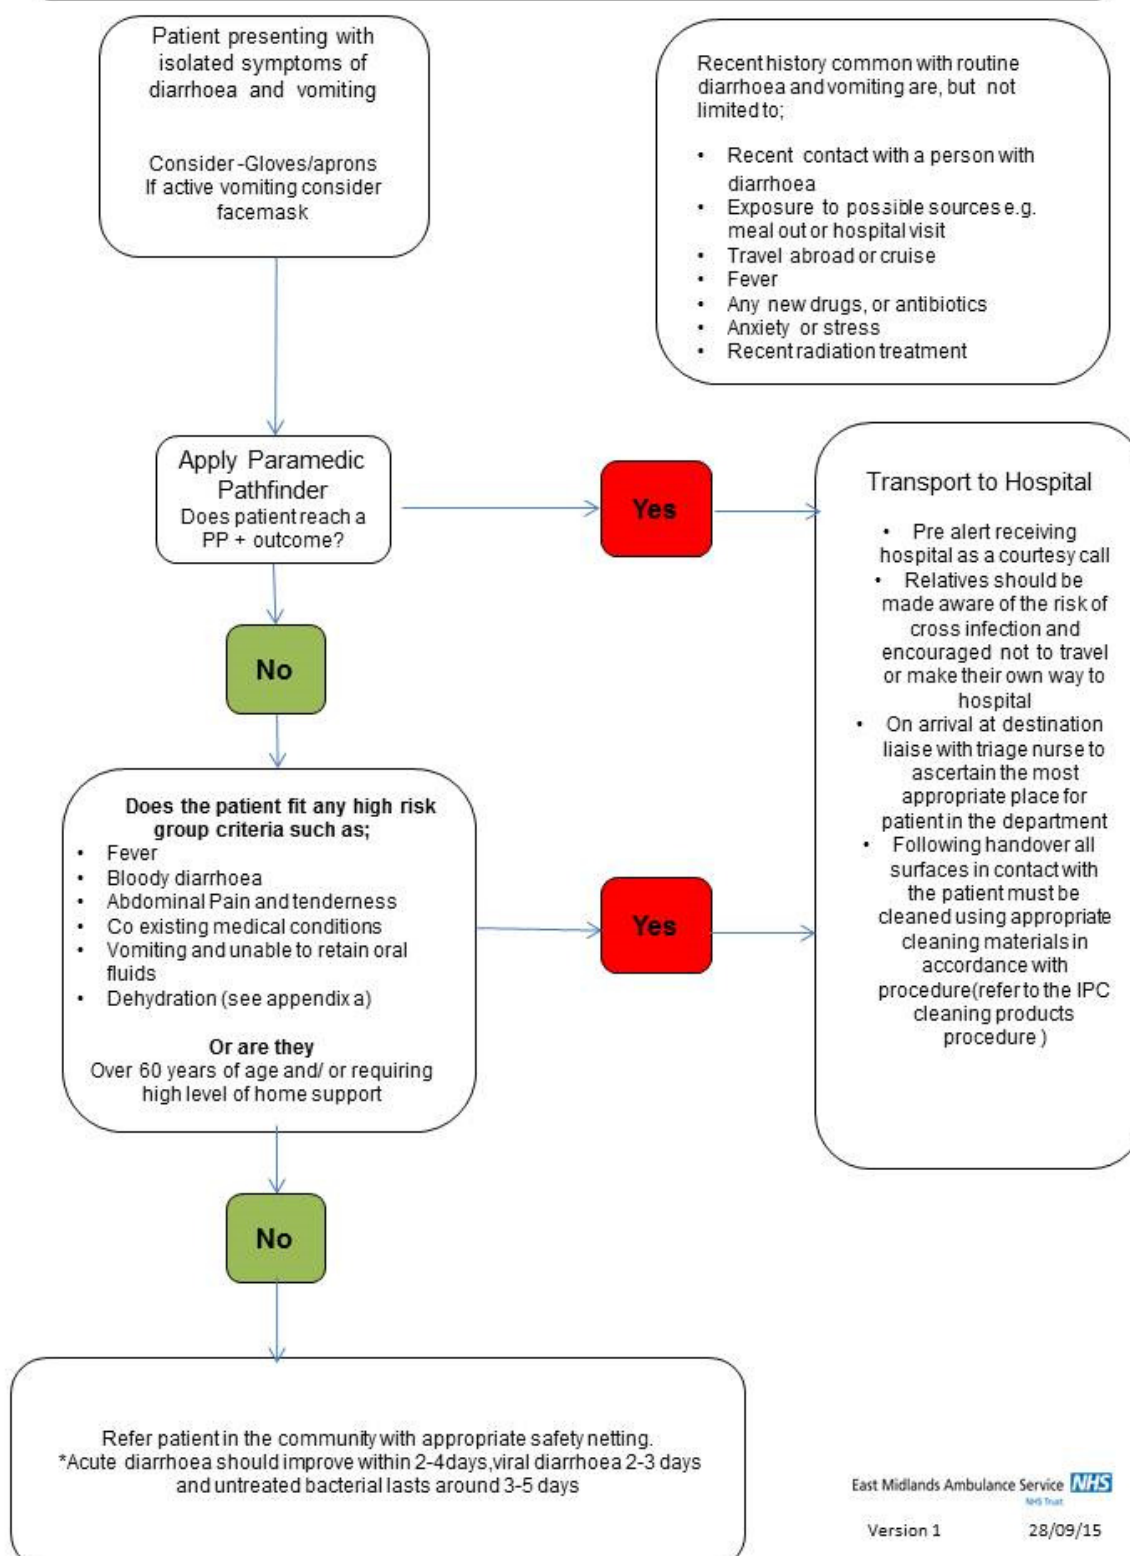 Patient presenting with
isolated symptoms of
diarrhoea and vomiting
Consider -Gloves/aprons
If active vomiting consider
facemask
Recent history common with routine
diarrhoea and vomiting are, but not
limited to;
• Recent contact with a person with
diarrhoea
• Exposure to possible sources e.g.
meal out or hospital visit
• Travel abroad or cruise
• Fever
• Any new drugs, or antibiotics
• Anxiety or stress
• Recent radiation treatment
Apply Paramedic
Pathfinder
Does patient reach a
PP + outcome?
Yes
Transport to Hospital
• Pre alert receiving
hospital as a courtesy call
• Relatives should be
made aware of the risk of
cross infection and
encouraged not to travel
or make their own way to
hospital
• On arrival at destination
liaise with triage nurse to
ascertain the most
appropriate place for
patient in the department
• Following handover all
surfaces in contact with
the patient must be
cleaned using appropriate
cleaning materials in
accordance with
procedure(refer to the IPC
cleaning products
procedure )
No
Does the patient fit any high risk
group criteria such as;
• Fever
• Bloody diarrhoea
• Abdominal Pain and tenderness
• Co existing medical conditions
• Vomiting and unable to retain oral
fluids
• Dehydration (see appendix a)
Or are they
Over 60 years of age and/ or requiring
high level of home support
Yes
No
Refer patient in the community with appropriate safety netting.
*Acute diarrhoea should improve within 2-4days,viral diarrhoea 2-3 days
and untreated bacterial lasts around 3-5 days
East Midlands Ambulance Service NHS
NHS Trust
Version 1 28/09/15